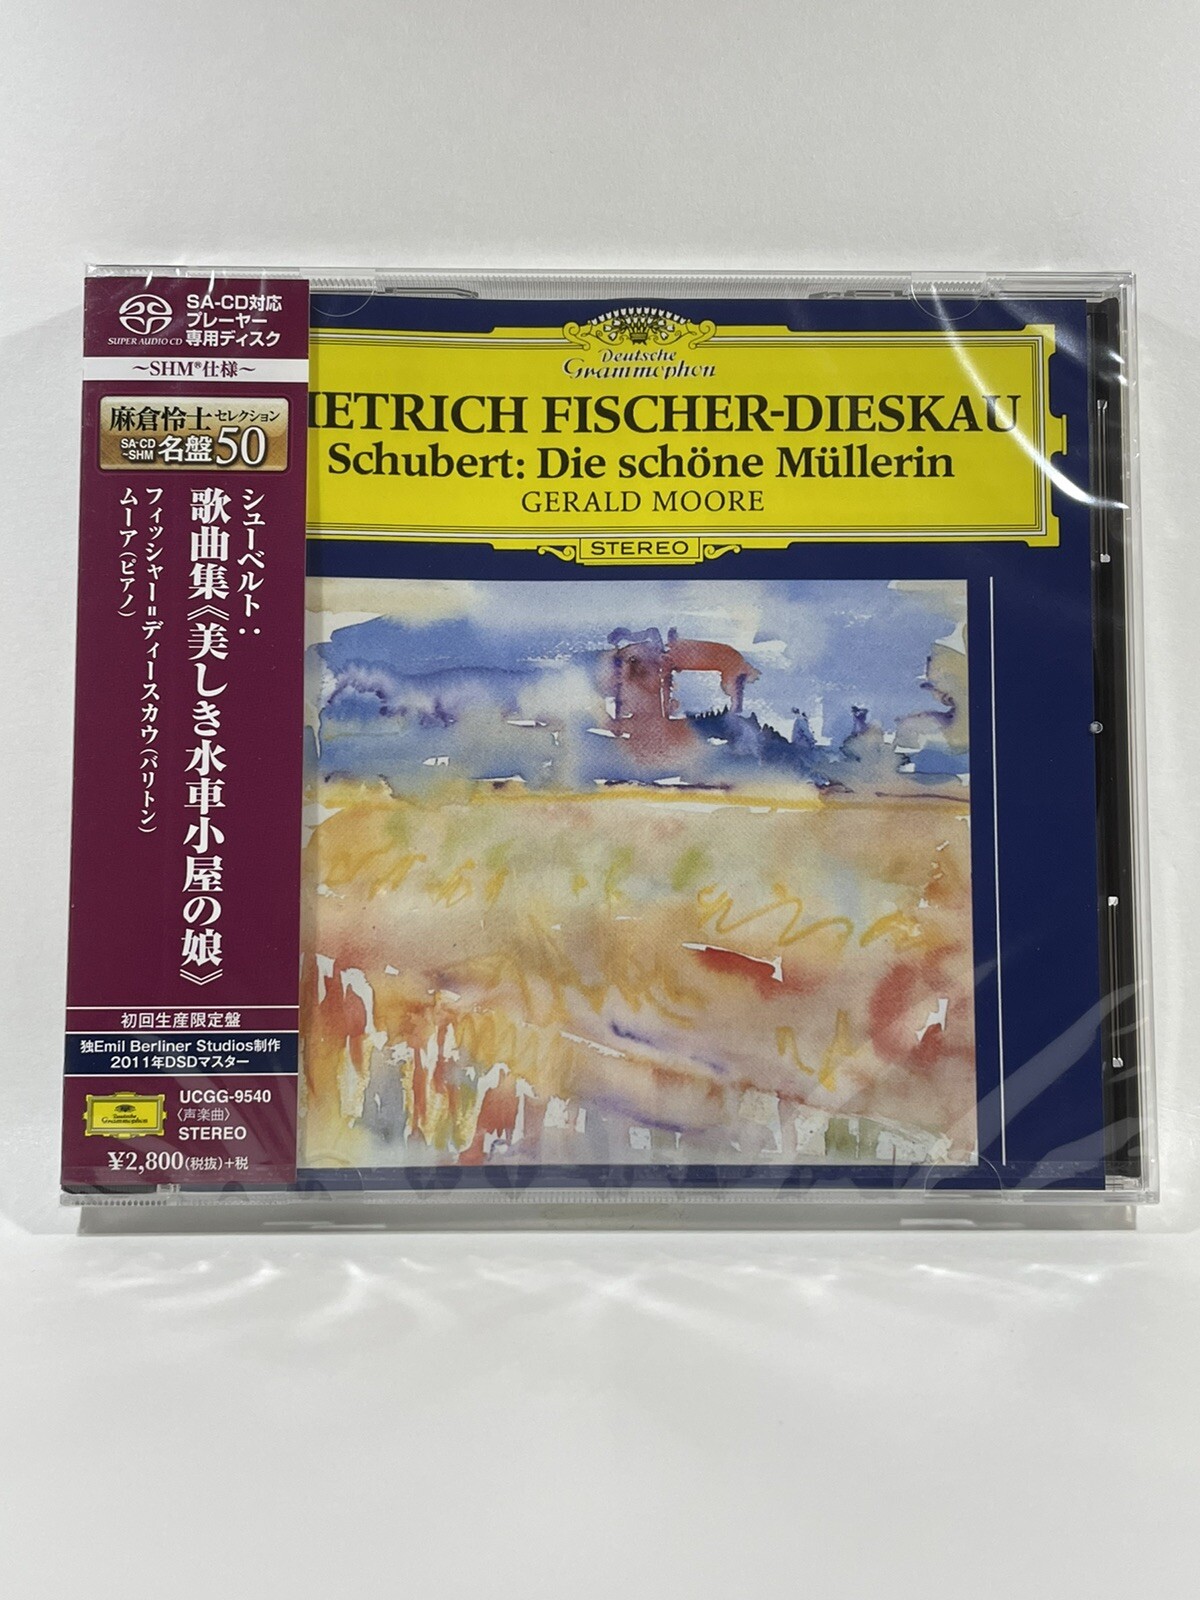 SUPER AUDIO CD
SA-CD対応
プレーヤー
専用ディスク
〜SHM®仕様〜
麻倉怜士セレクション
SA-CD
~SHM
名盤50
シューベルト：
歌曲集《美しき水車小屋の娘》
フィッシャー=ディースカウ（バリトン）
ムーア（ピアノ）
初回生産限定盤
独Emil Berliner Studios制作
2011年DSDマスター
Deutsche
Grammophon
UCGG-9540
〈声楽曲〉
STEREO
¥2,800(税抜)+税
Deutsche
Grammophon
IETRICH FISCHER-DIESKAU
Schubert: Die schöne Müllerin
GERALD MOORE
STEREO